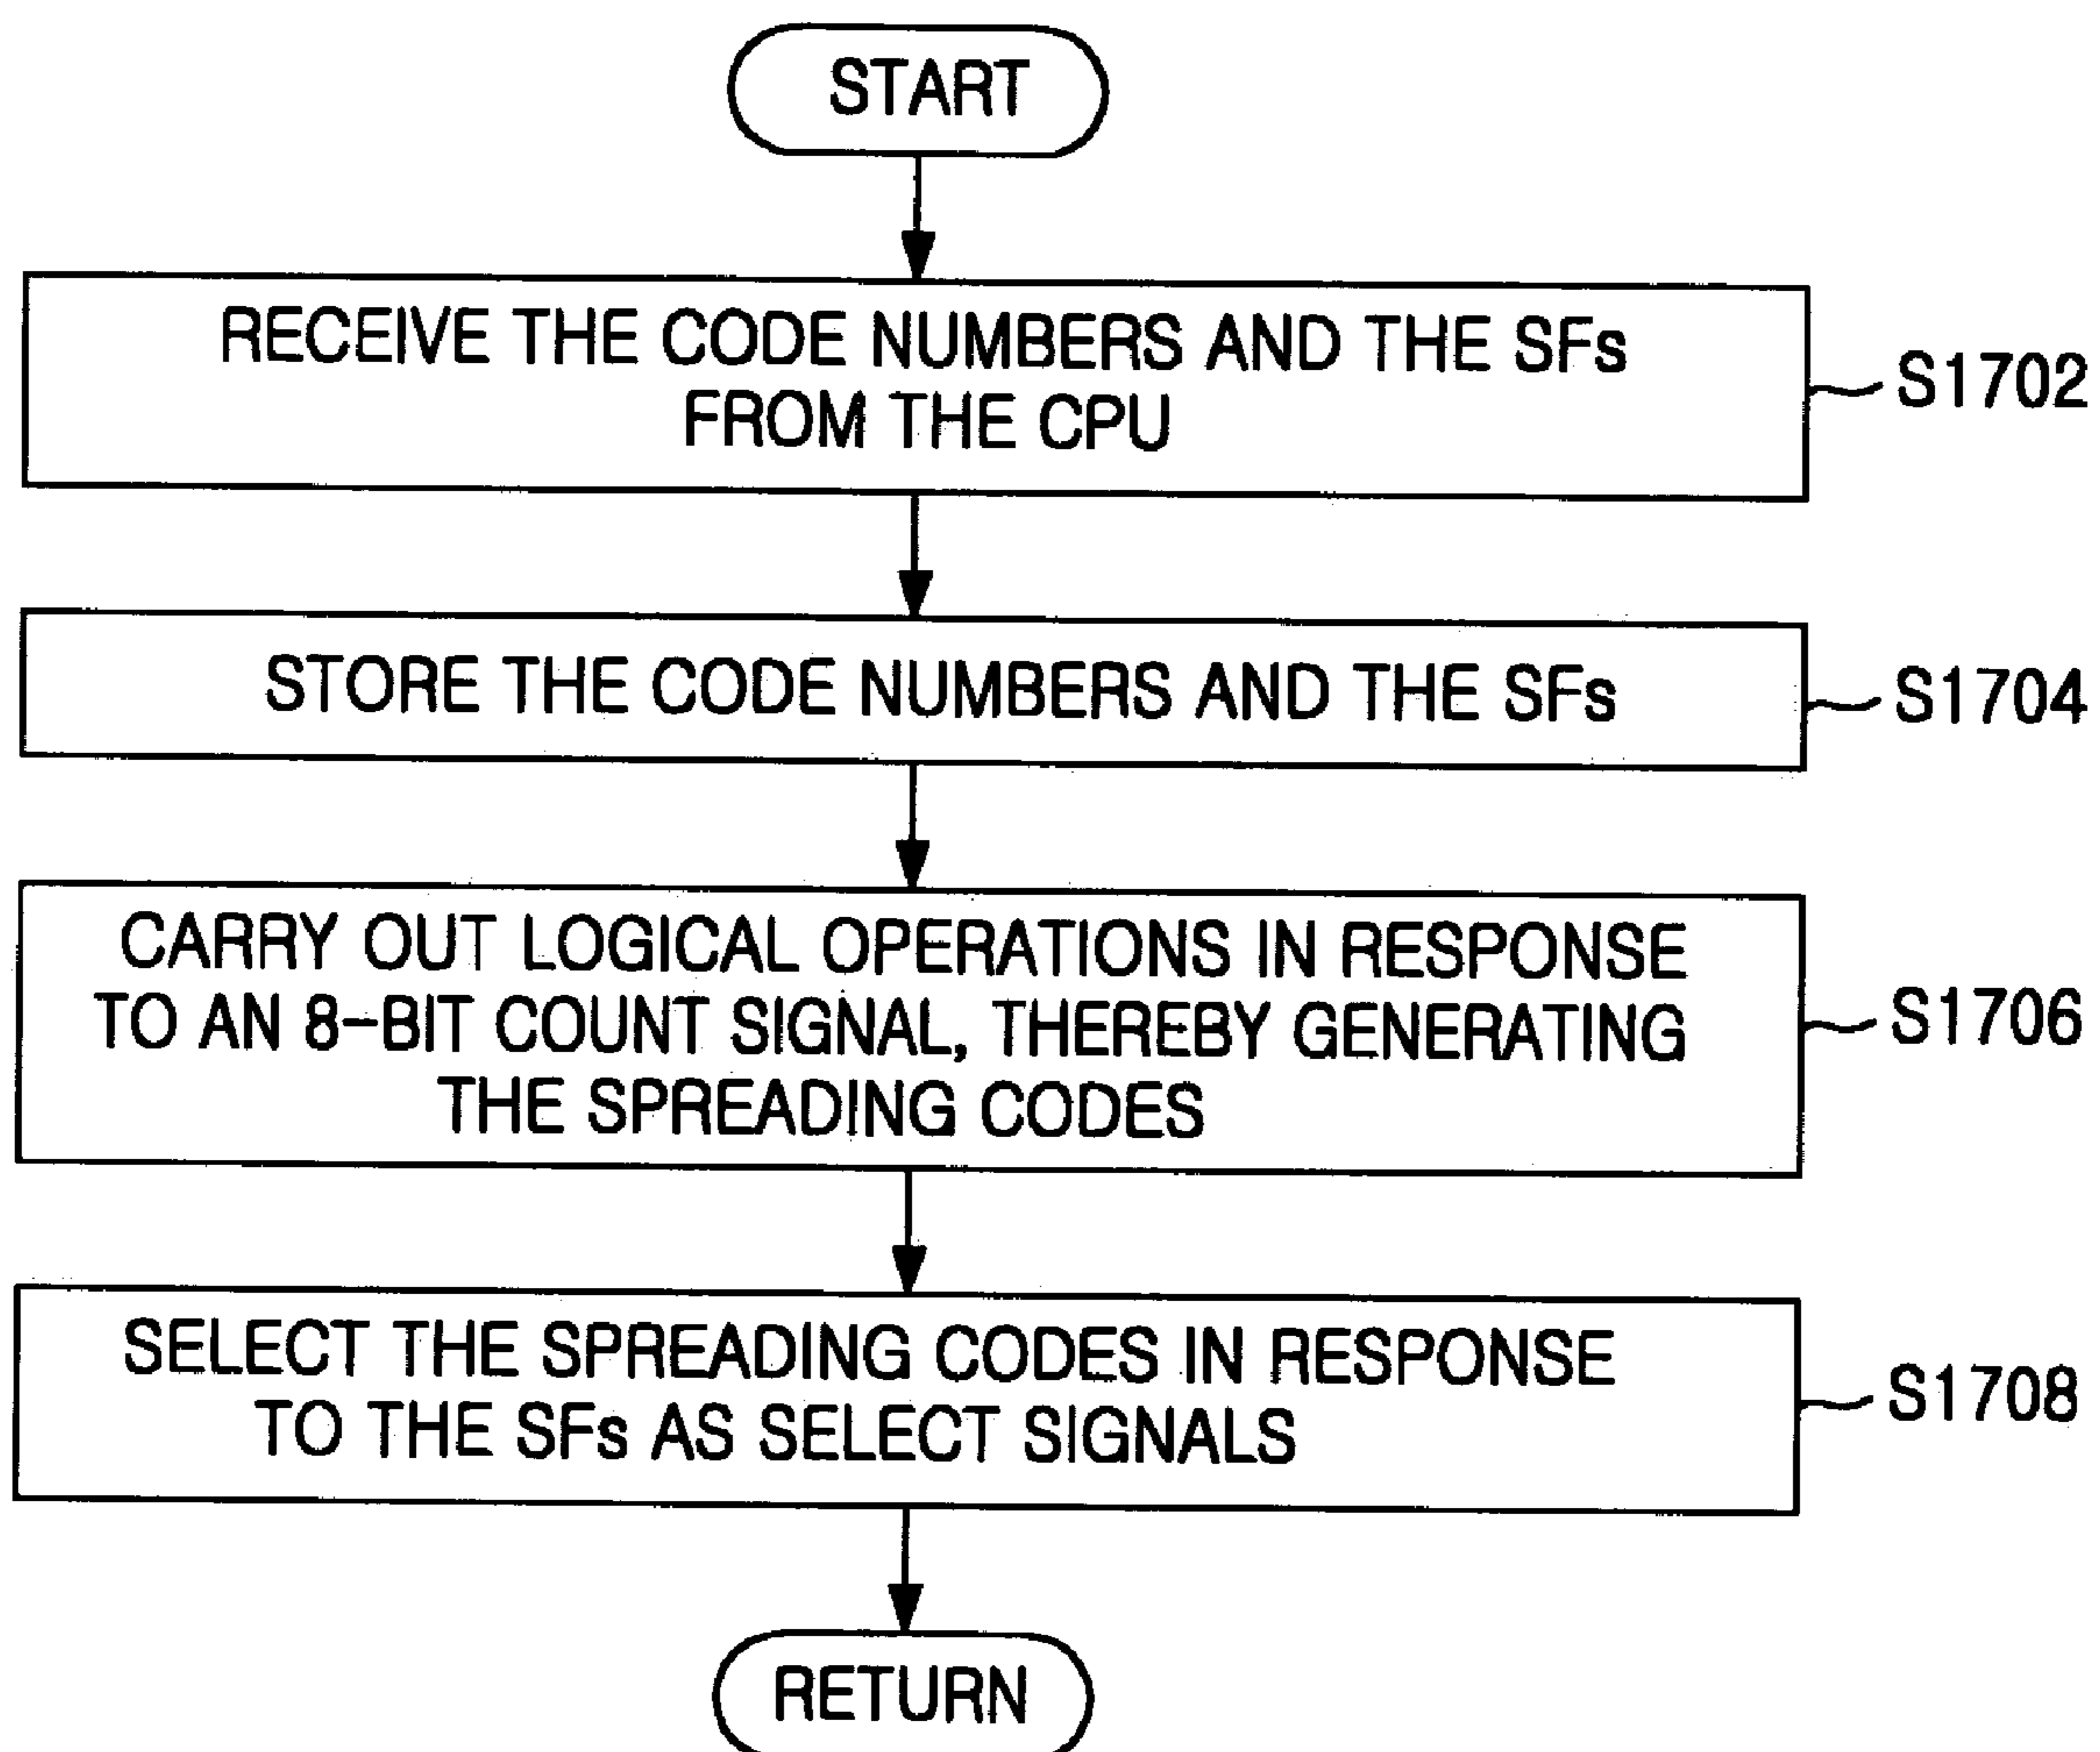 START
RECEIVE THE CODE NUMBERS AND THE SFs
FROM THE CPU
S1702
STORE THE CODE NUMBERS AND THE SFs
S1704
CARRY OUT LOGICAL OPERATIONS IN RESPONSE
TO AN 8-BIT COUNT SIGNAL, THEREBY GENERATING
THE SPREADING CODES
S1706
SELECT THE SPREADING CODES IN RESPONSE
TO THE SFs AS SELECT SIGNALS
S1708
RETURN